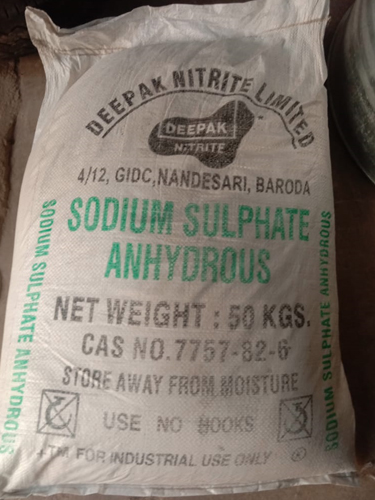 DEEPAK NITRITE LIMITED
DEEPAK
NITRITE
4/12, GIDC, NANDESARI, BARODA
SODIUM SULPHATE
ANHYDROUS
SODIUM SULPHATE ANHYDROUS
SODIUM SULPHATE ANHYDROUS
NET WEIGHT : 50 KGS.
CAS NO. 7757-82-6
STORE AWAY FROM MOISTURE
USE NO HOOKS
+TM FOR INDUSTRIAL USE ONLY